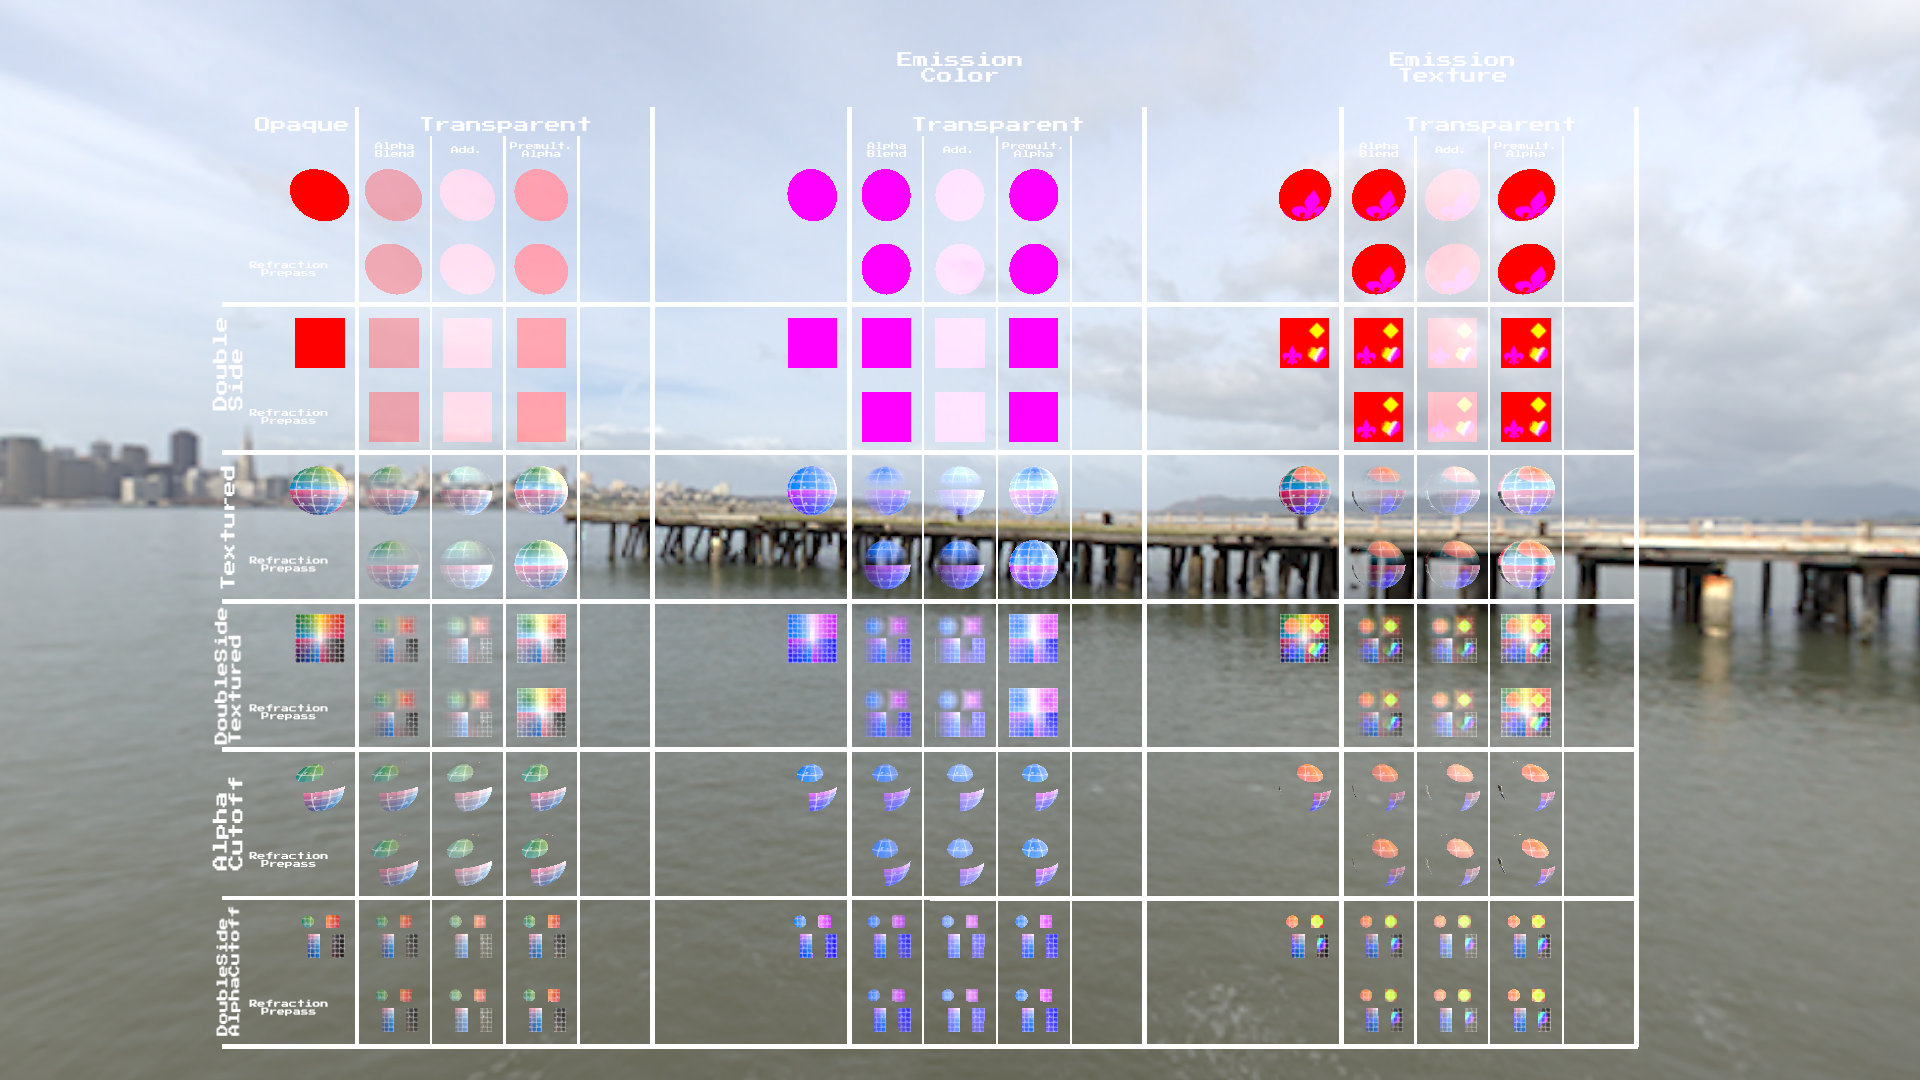 Emission
Color
Emission
Texture
Opaque
Transparent
Transparent
Transparent
Alpha
Blend
Add.
Premult.
Alpha
Alpha
Blend
Add.
Premult.
Alpha
Alpha
Blend
Add.
Premult.
Alpha
Refraction
Prepass
Double
Side
Refraction
Prepass
Textured
Refraction
Prepass
DoubleSide
Textured
Refraction
Prepass
Alpha
Cutoff
Refraction
Prepass
DoubleSide
AlphaCutoff
Refraction
Prepass